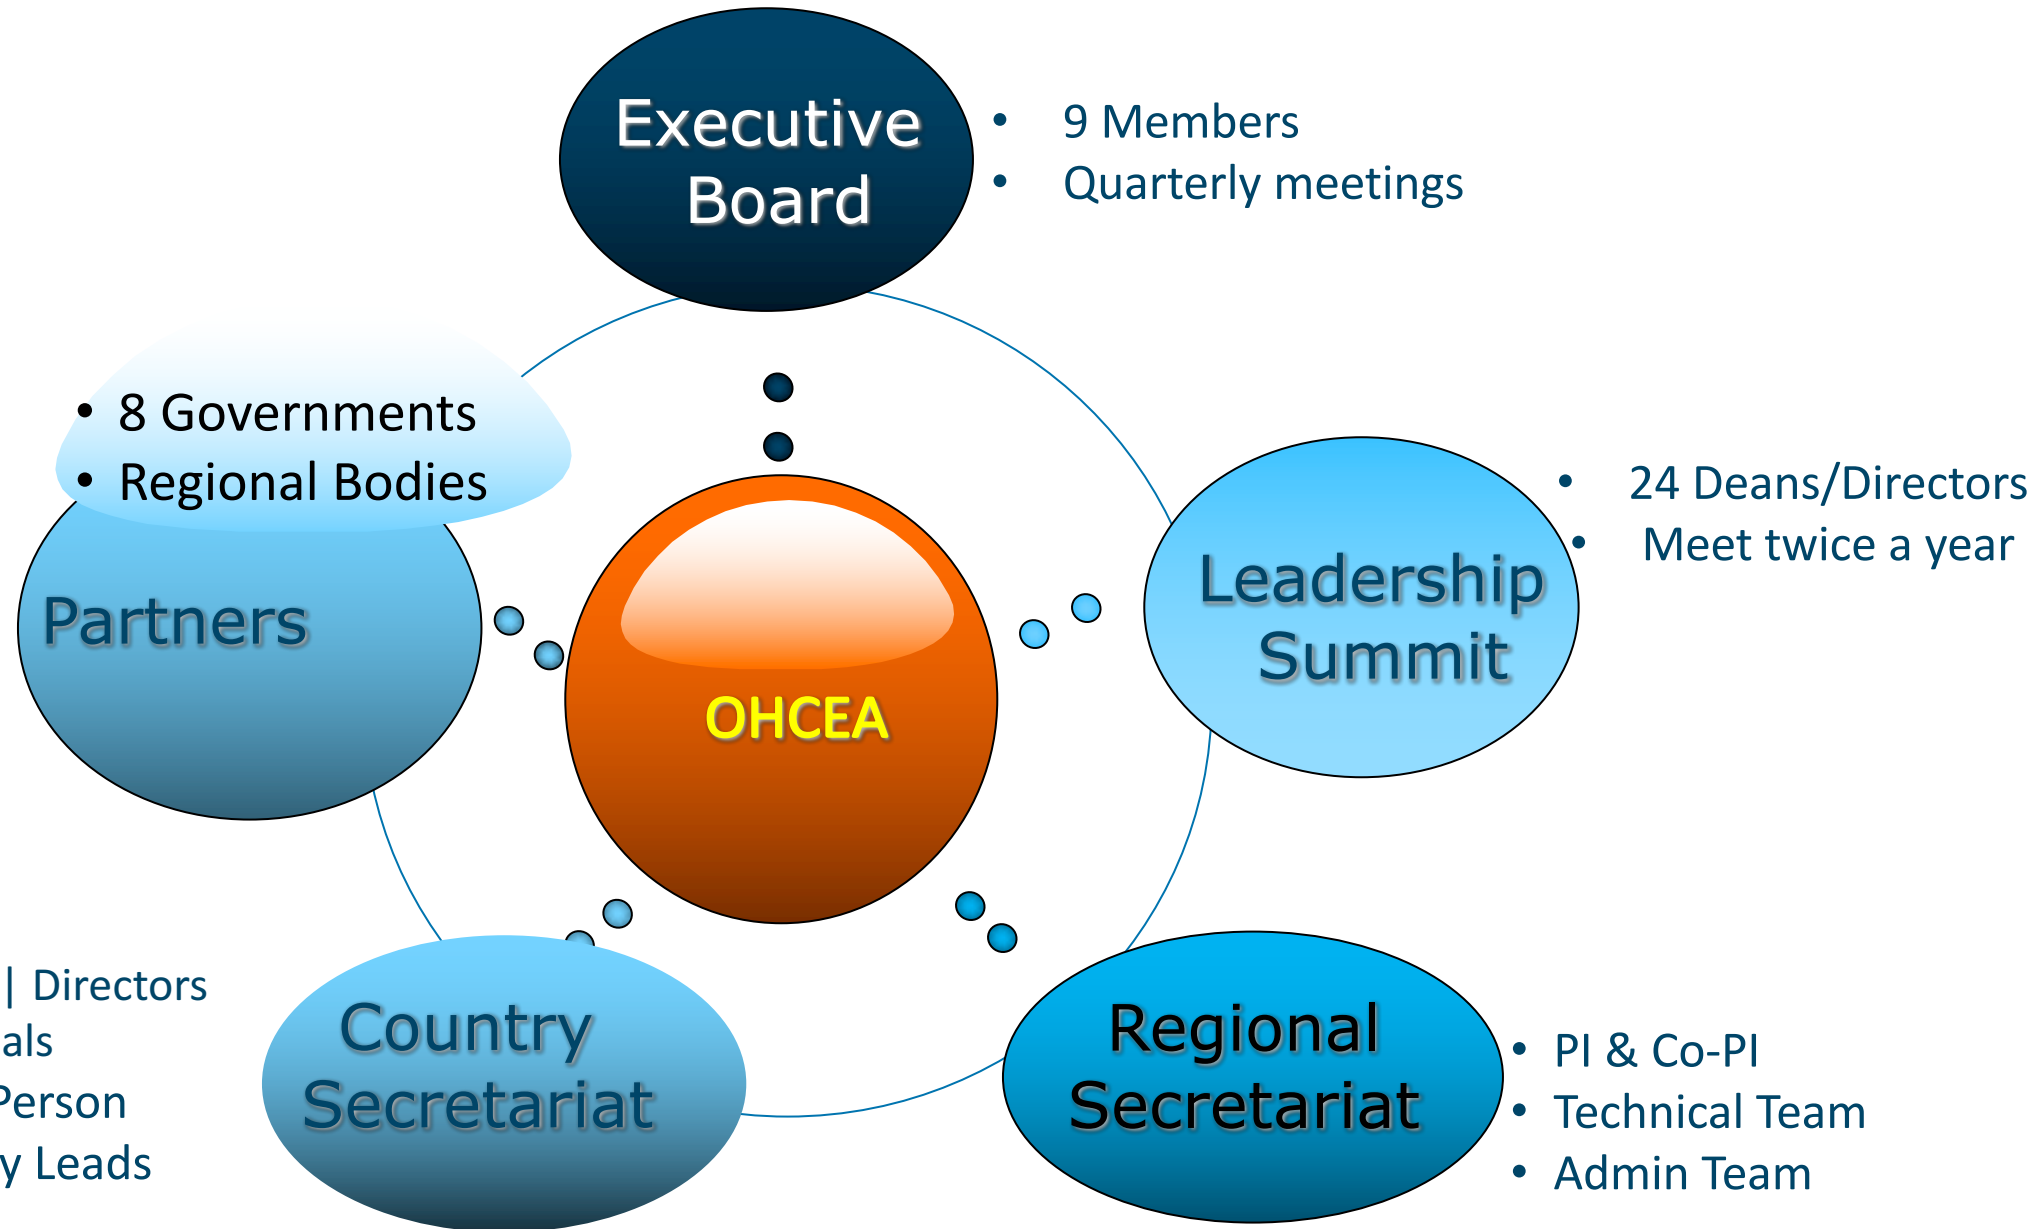 Executive
Board
• 9 Members
• Quarterly meetings
• 8 Governments
• Regional Bodies
Partners
OHCEA
Leadership
Summit
• 24 Deans/Directors
• Meet twice a year
| Directors
als
Person
y Leads
Country
Secretariat
Regional
Secretariat
• PI & Co-PI
• Technical Team
• Admin Team